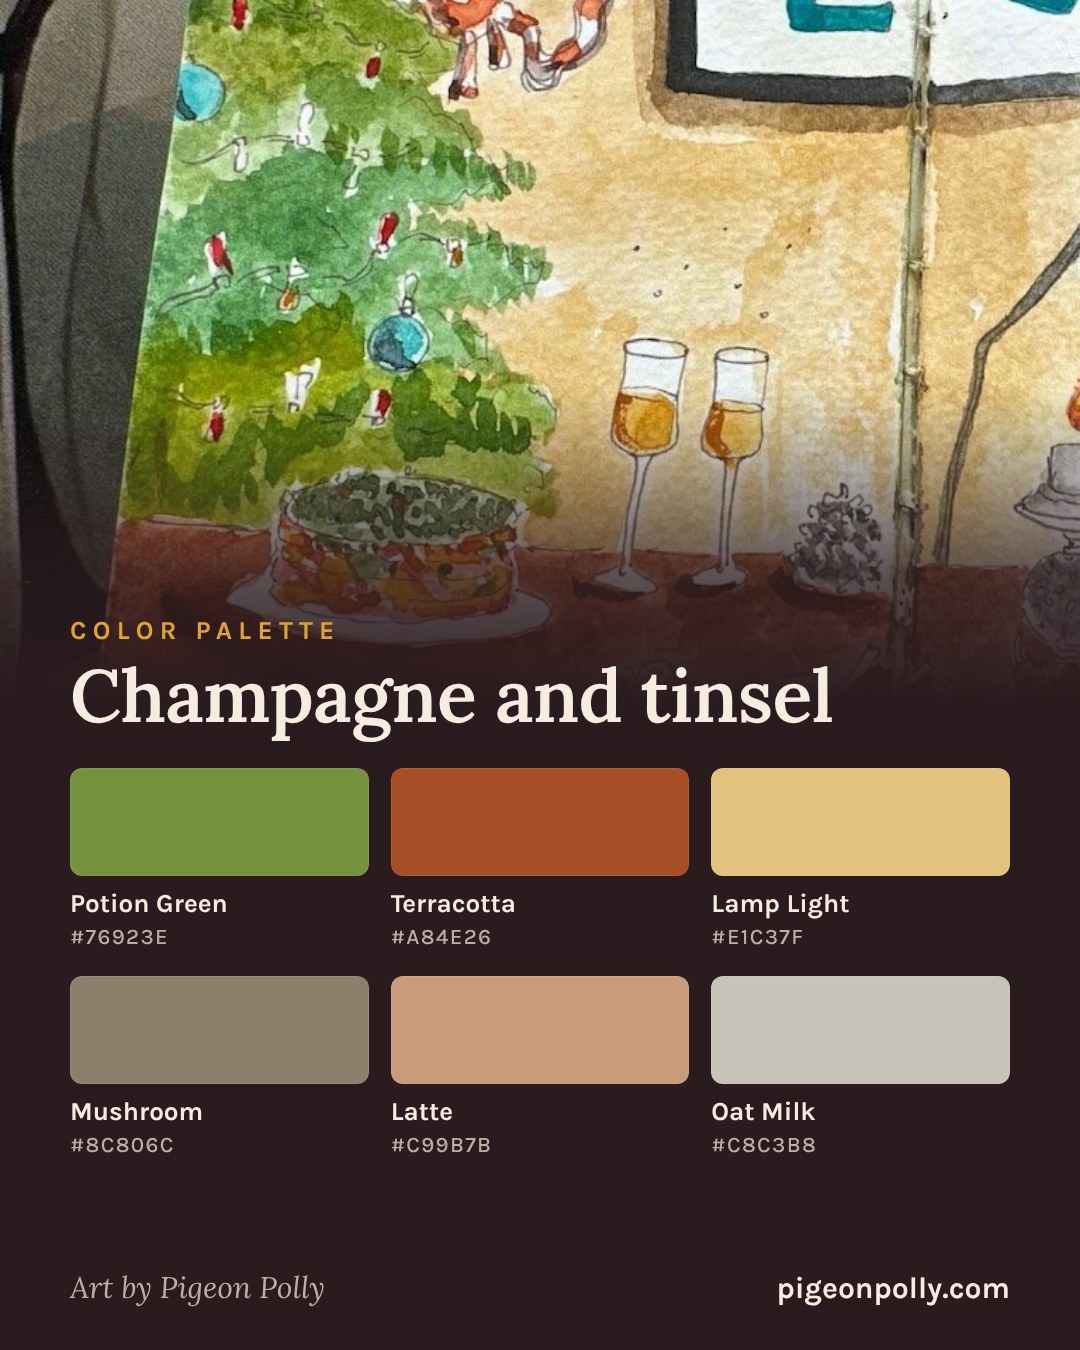 COLOR PALETTE
Champagne and tinsel
Potion Green
#76923E
Terracotta
#A84E26
Lamp Light
#E1C37F
Mushroom
#8C806C
Latte
#C99B7B
Oat Milk
#C8C3B8
Art by Pigeon Polly
pigeonpolly.com